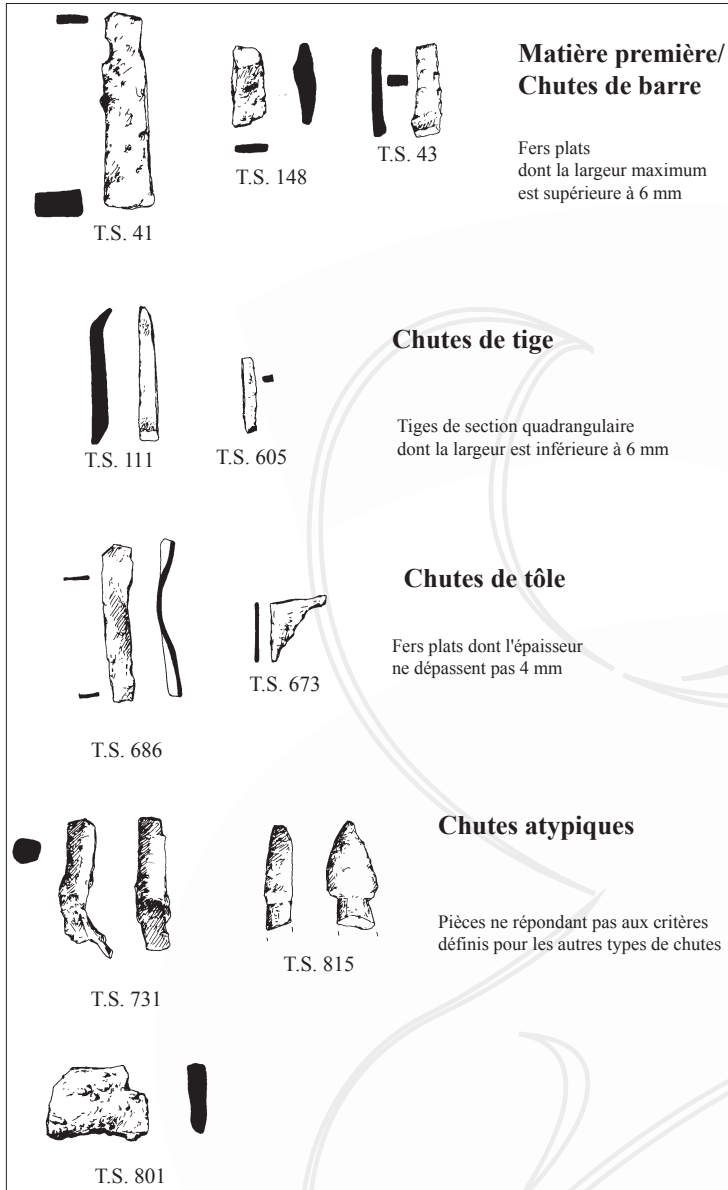 Matière première/
Chutes de barre
Fers plats
dont la largeur maximum
est supérieure à 6 mm
T.S. 41
T.S. 148
T.S. 43
Chutes de tige
Tiges de section quadrangulaire
dont la largeur est inférieure à 6 mm
T.S. 111
T.S. 605
Chutes de tôle
Fers plats dont l'épaisseur
ne dépassent pas 4 mm
T.S. 686
T.S. 673
Chutes atypiques
Pièces ne répondant pas aux critères
définis pour les autres types de chutes
T.S. 731
T.S. 815
T.S. 801